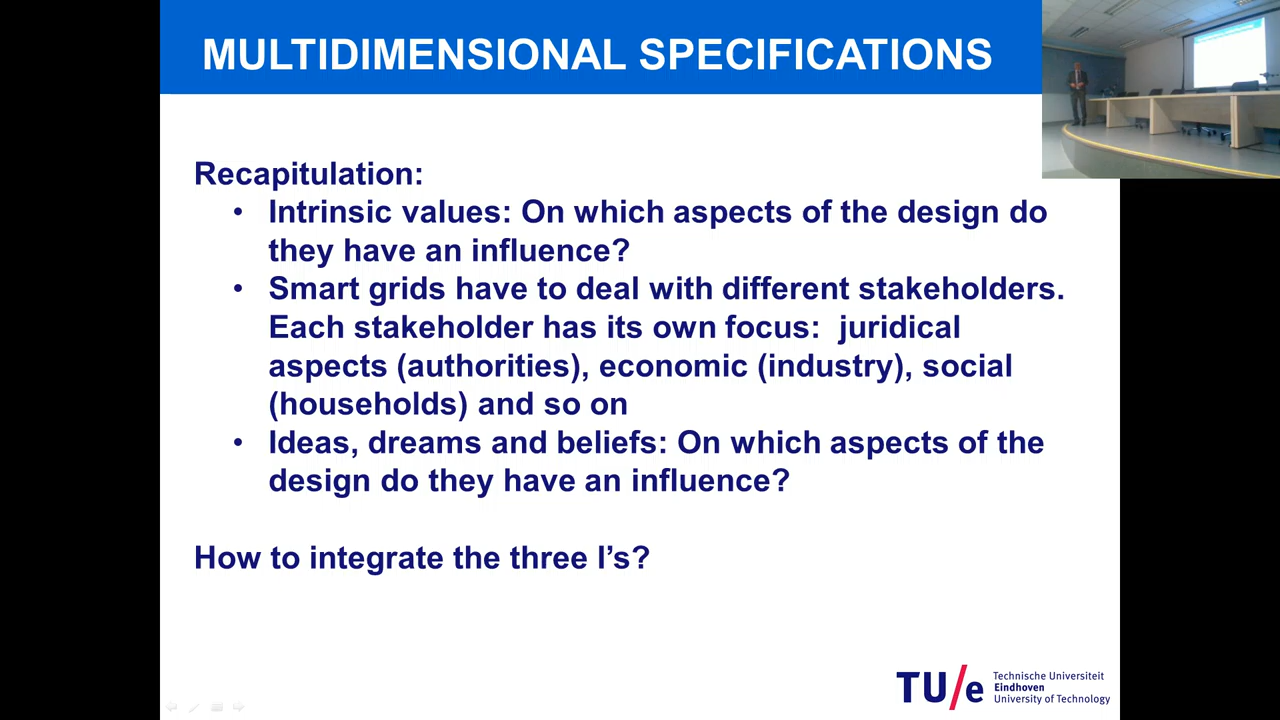 MULTIDIMENSIONAL SPECIFICATIONS
Recapitulation:
• Intrinsic values: On which aspects of the design do
they have an influence?
• Smart grids have to deal with different stakeholders.
Each stakeholder has its own focus:  juridical
aspects (authorities), economic (industry), social
(households) and so on
• Ideas, dreams and beliefs: On which aspects of the
design do they have an influence?
How to integrate the three I’s?
TU/e
Technische Universiteit
Eindhoven
University of Technology